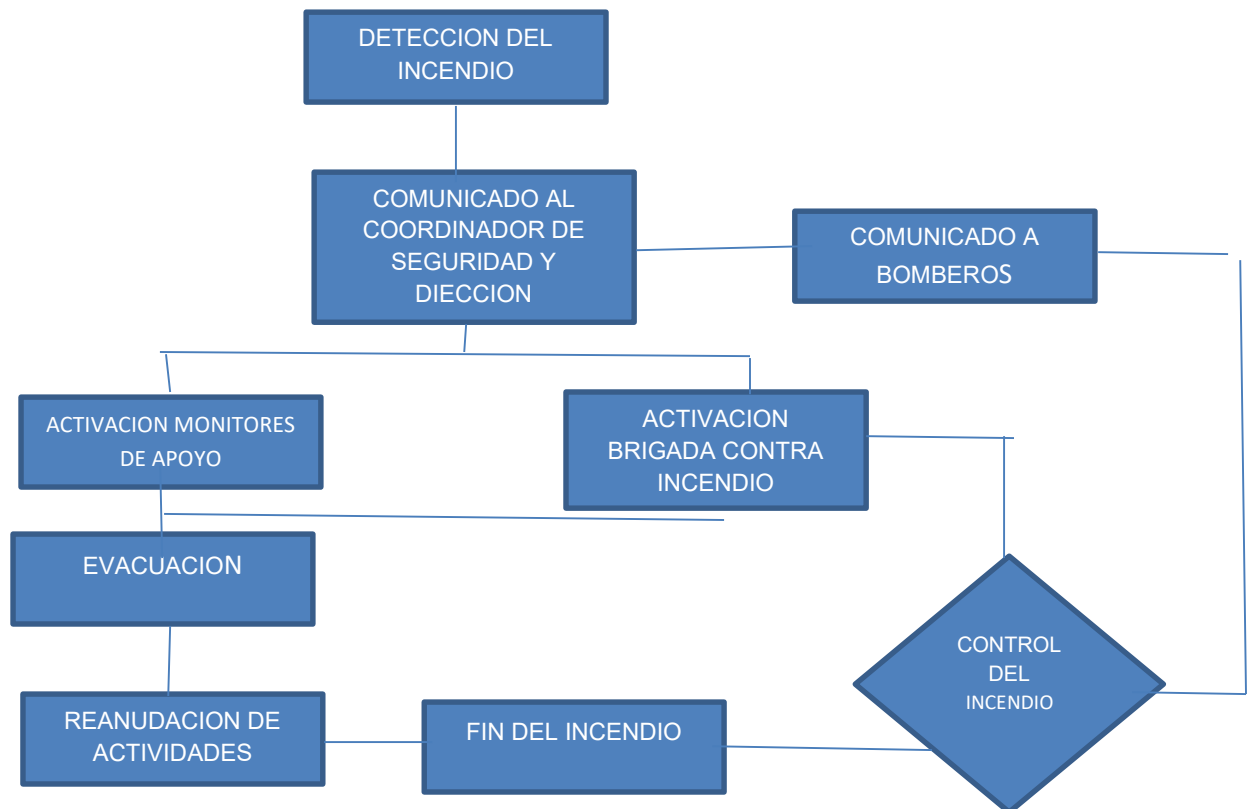 DETECCION DEL
INCENDIO
COMUNICADO AL
COORDINADOR DE
SEGURIDAD Y
DIECCION
COMUNICADO A
BOMBEROS
ACTIVACION MONITORES
DE APOYO
ACTIVACION
BRIGADA CONTRA
INCENDIO
EVACUACION
CONTROL
DEL
INCENDIO
REANUDACION DE
ACTIVIDADES
FIN DEL INCENDIO